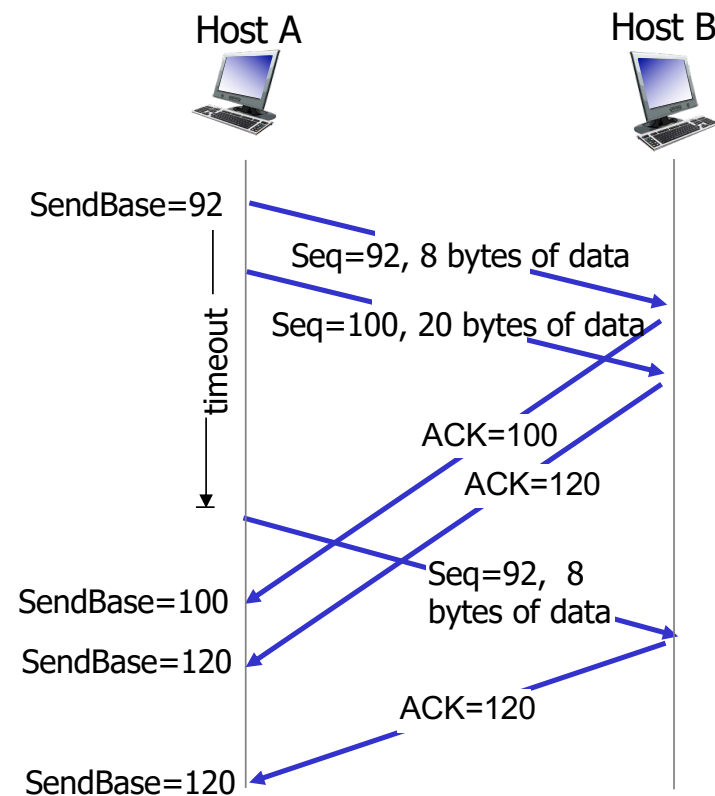 Host A
Host B
SendBase=92
Seq=92, 8 bytes of data
Seq=100, 20 bytes of data
timeout
ACK=100
ACK=120
Seq=92, 8
bytes of data
SendBase=100
SendBase=120
ACK=120
SendBase=120